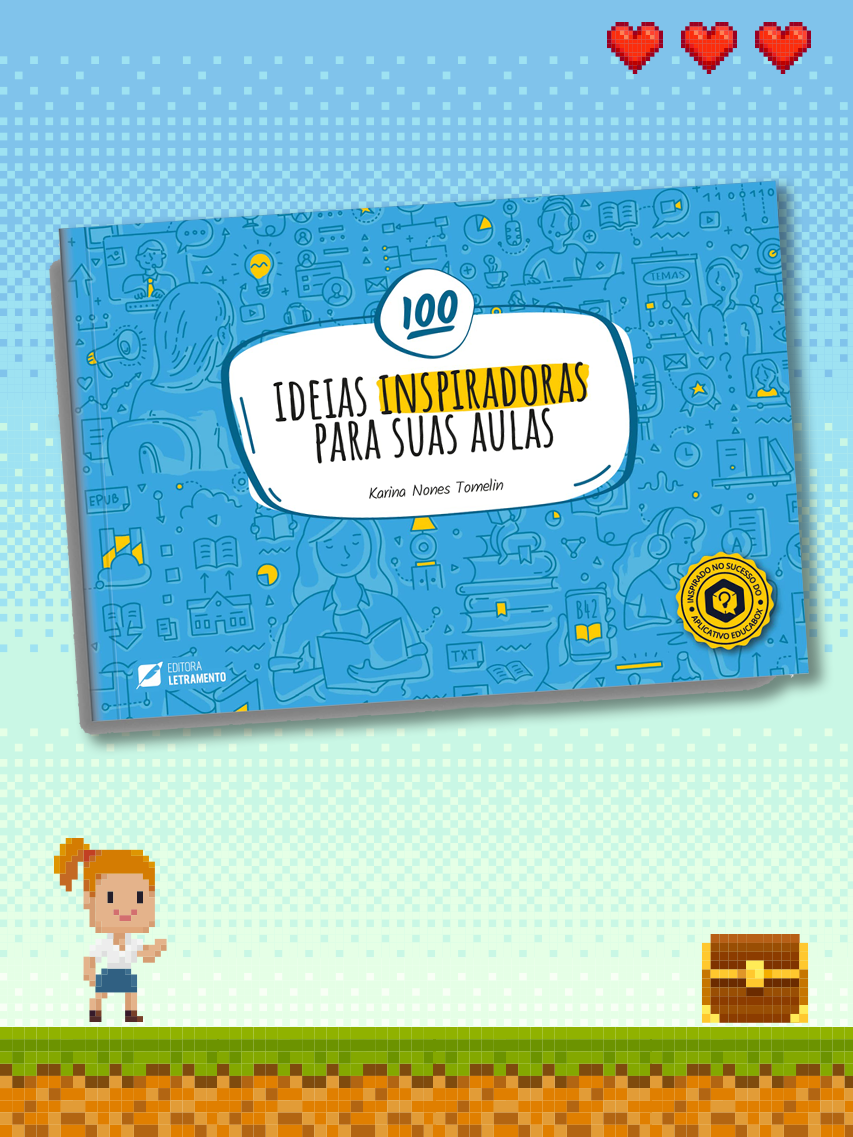 1101101
TEMAS
100
IDEIAS INSPIRADORAS
PARA SUAS AULAS
Karina Nones Tomelin
EPUB
B42
TXT
INSPIRADO NO SUCESSO DO
APLICATIVO EDUCABOX
EDITORA
LETRAMENTO